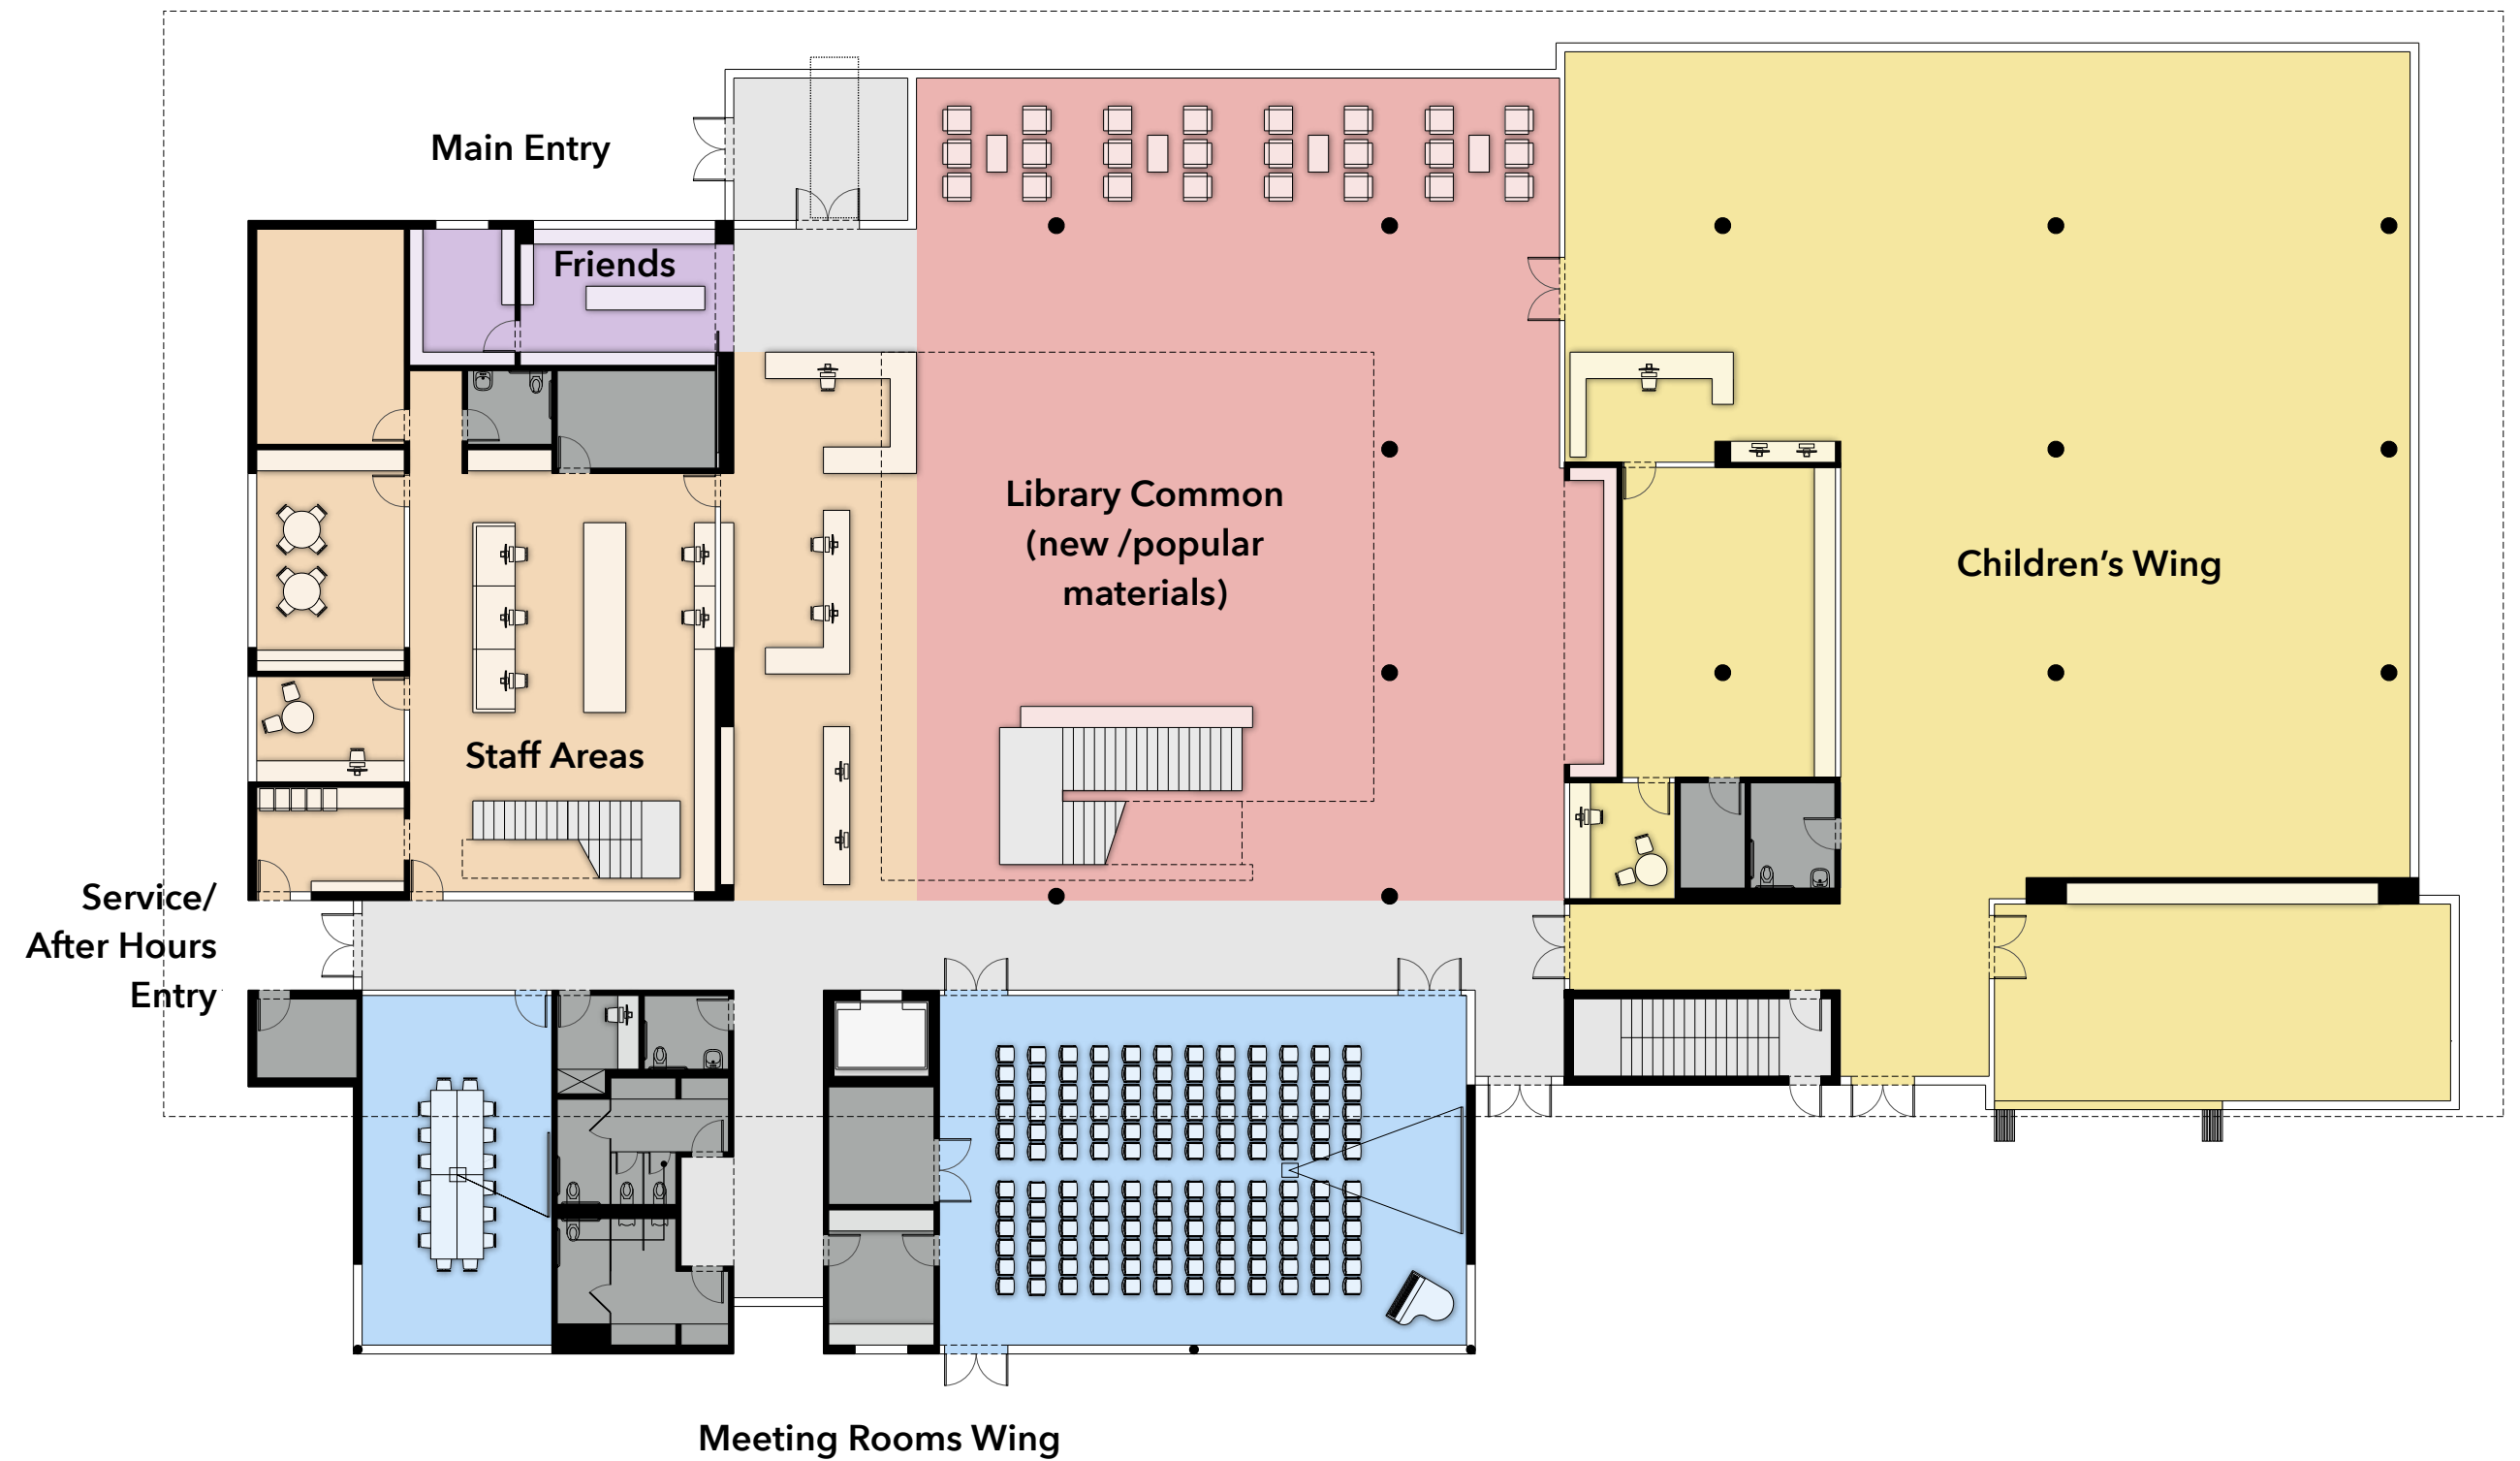 Main Entry
Friends
Library Common
(new /popular
materials)
Children’s Wing
Staff Areas
Service/
After Hours
Entry
Meeting Rooms Wing